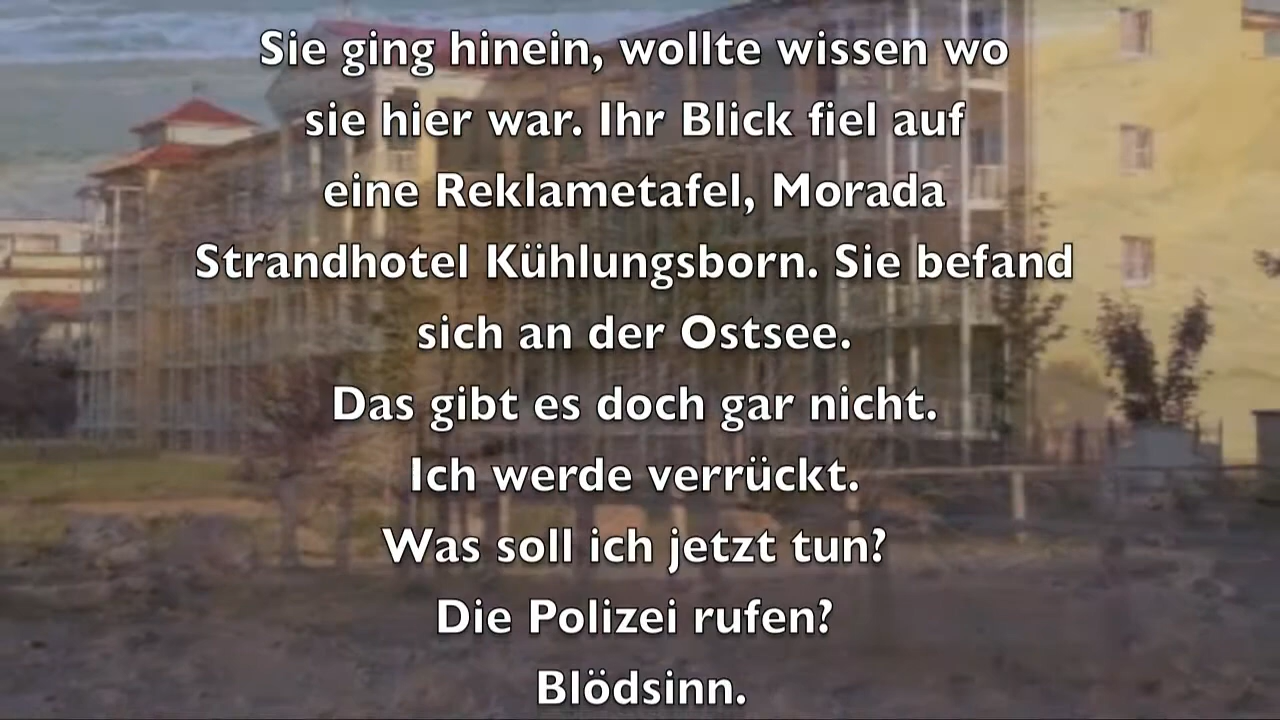 Sie ging hinein, wollte wissen wo
sie hier war. Ihr Blick fiel auf
eine Reklametafel, Morada
Strandhotel Kühlungsborn. Sie befand
sich an der Ostsee.
Das gibt es doch gar nicht.
Ich werde verrückt.
Was soll ich jetzt tun?
Die Polizei rufen?
Blödsinn.